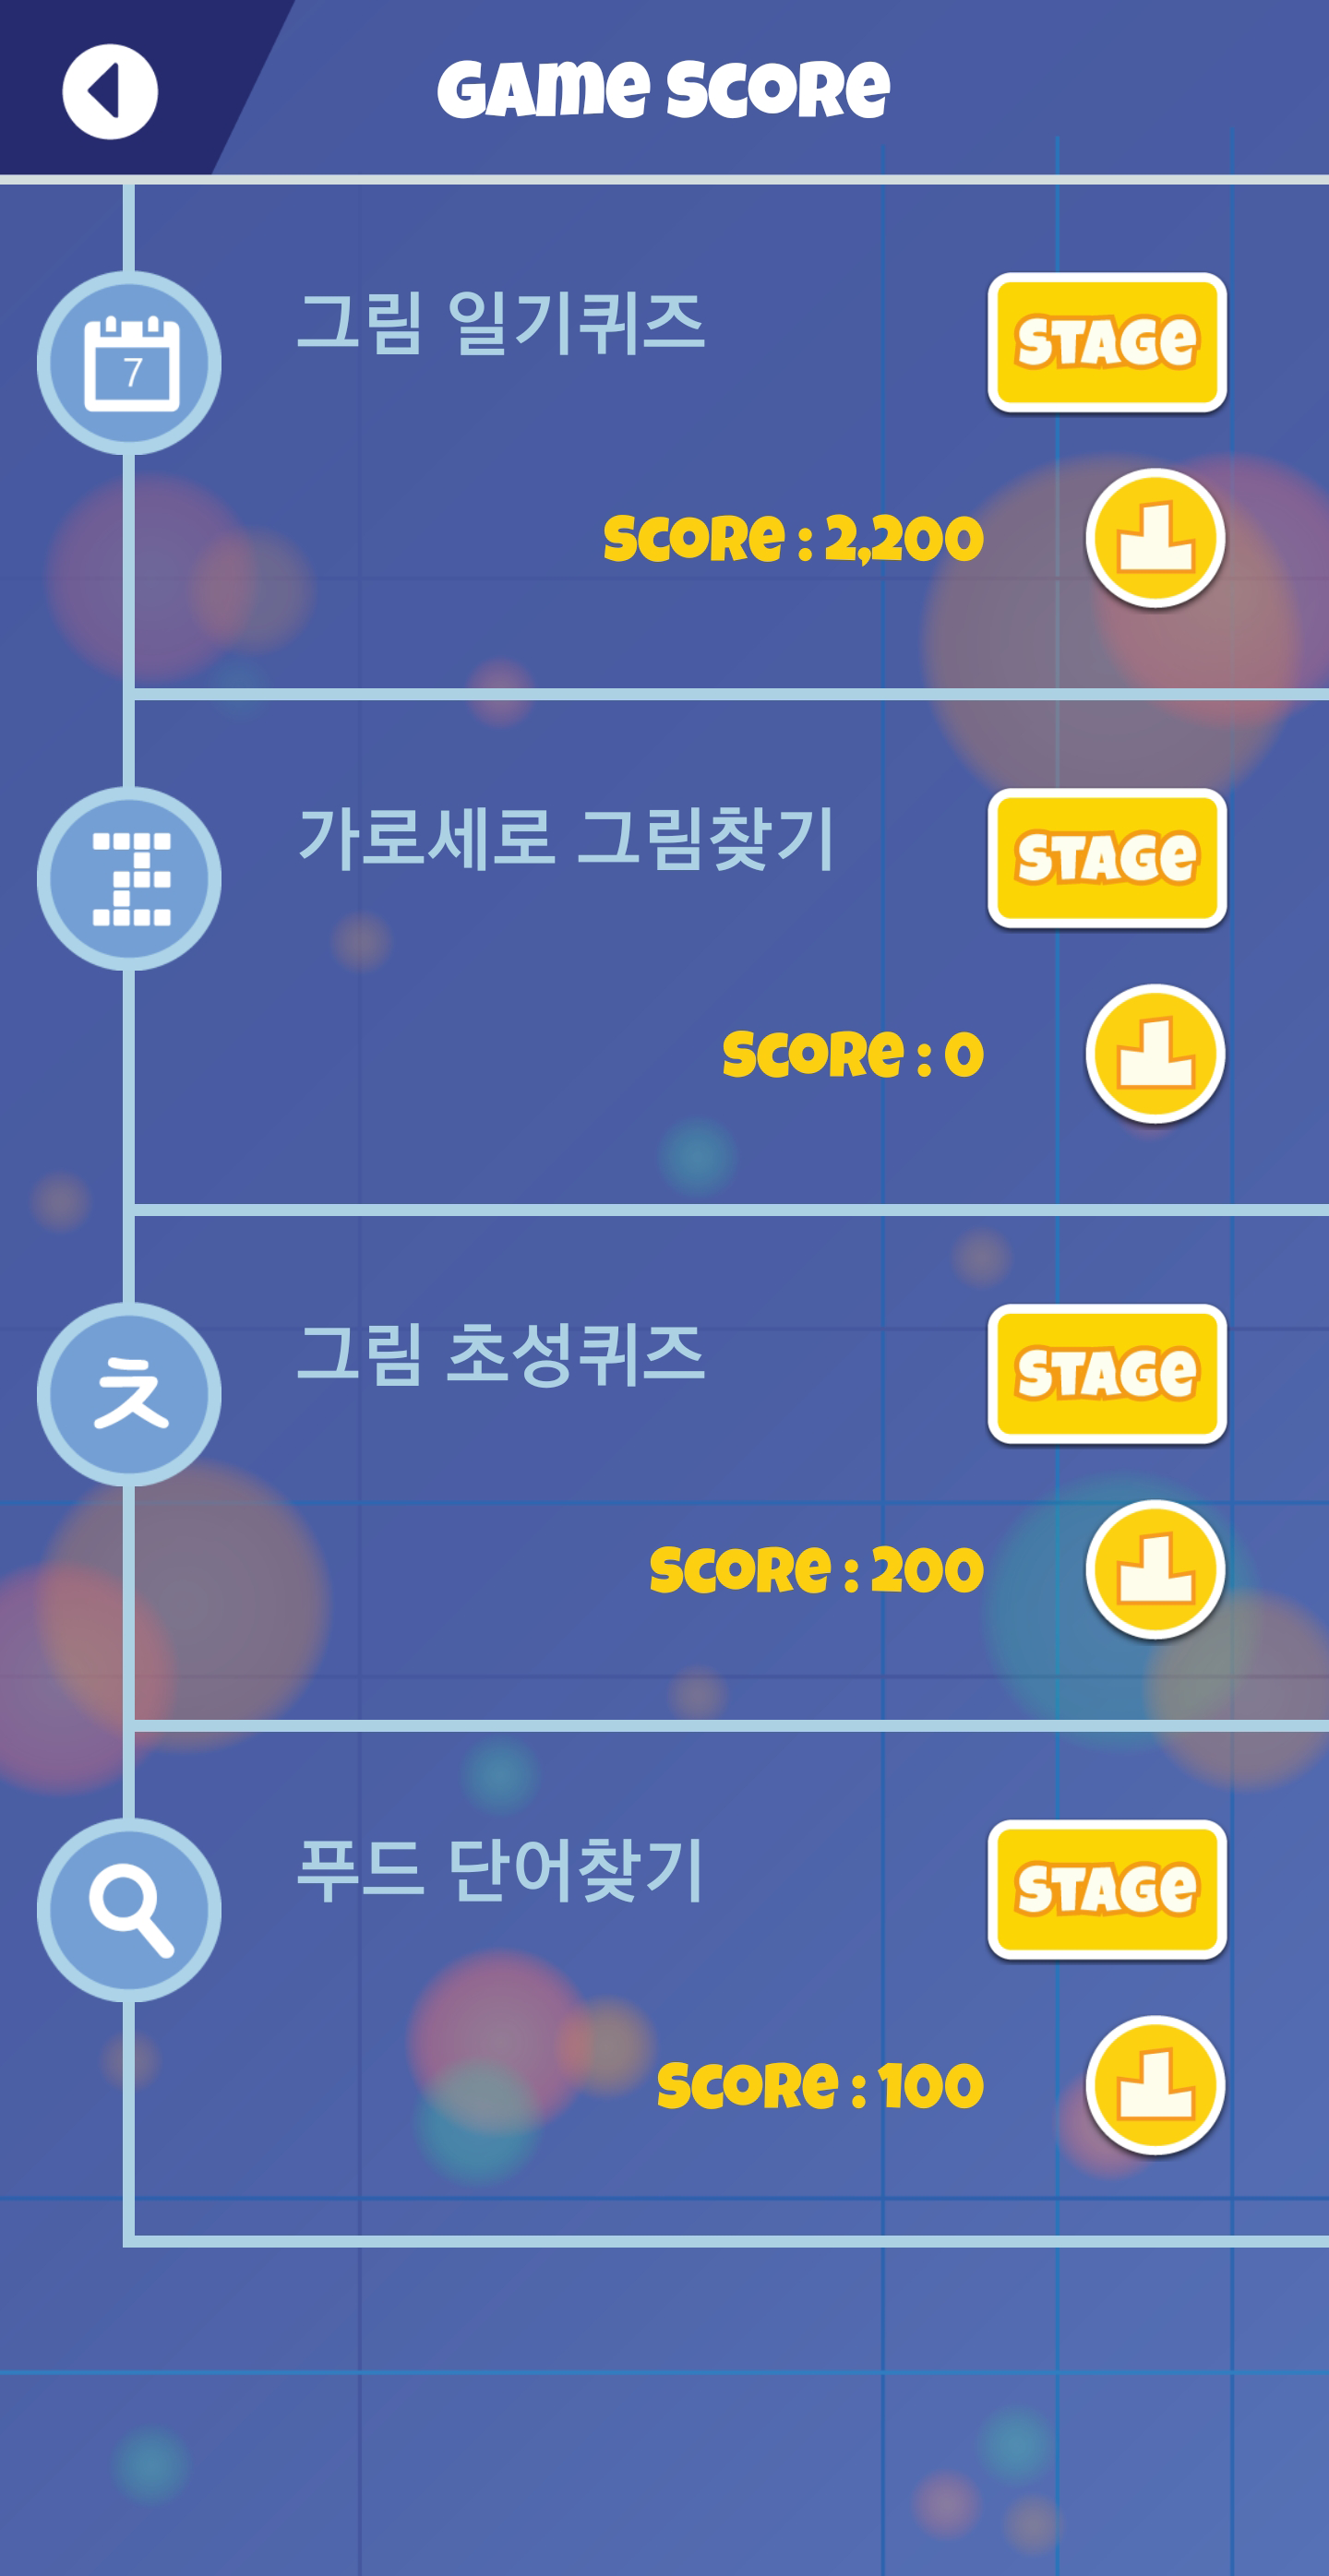 Game Score
그림 일기퀴즈
STAGE
7
Score : 2,200
가로세로 그림찾기
STAGE
Score : 0
그림 초성퀴즈
STAGE
ㅊ
Score : 200
푸드 단어찾기
STAGE
Score : 100